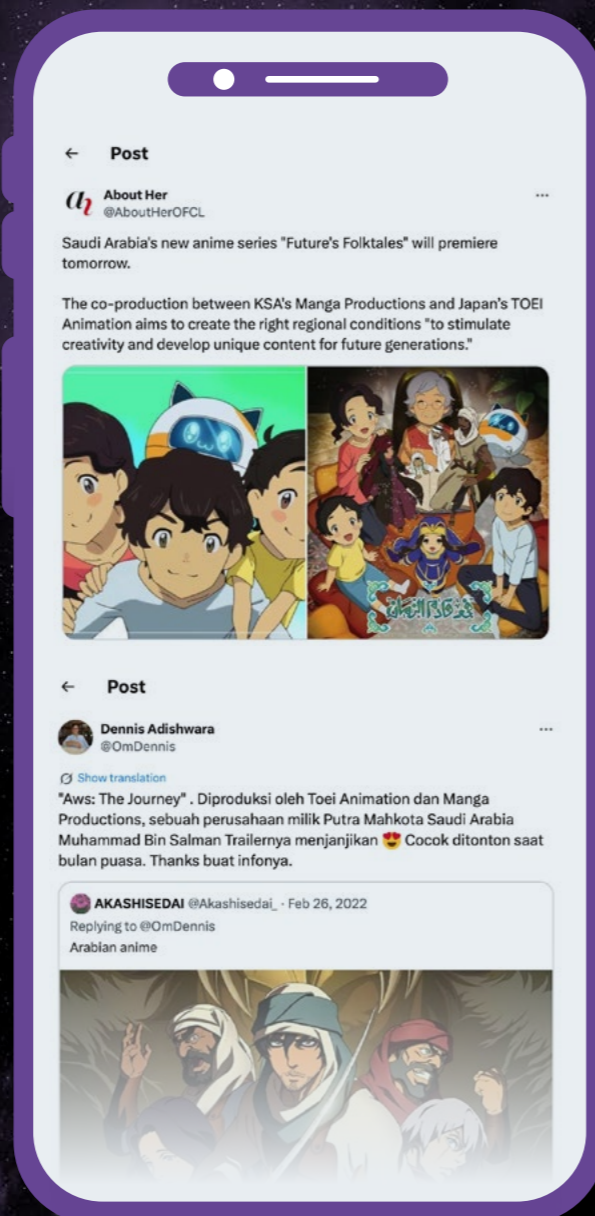 ← Post
About Her
@AboutHerOFCL
Saudi Arabia's new anime series "Future's Folktales" will premiere
tomorrow.
The co-production between KSA's Manga Productions and Japan's TOEI
Animation aims to create the right regional conditions "to stimulate
creativity and develop unique content for future generations."
← Post
Dennis Adishwara
@OmDennis
Show translation
"Aws: The Journey" . Diproduksi oleh Toei Animation dan Manga
Productions, sebuah perusahaan milik Putra Mahkota Saudi Arabia
Muhammad Bin Salman Trailernya menjanjikan 😍 Cocok ditonton saat
bulan puasa. Thanks buat infonya.
AKASHISEDAI @Akashisedai_ · Feb 26, 2022
Replying to @OmDennis
Arabian anime